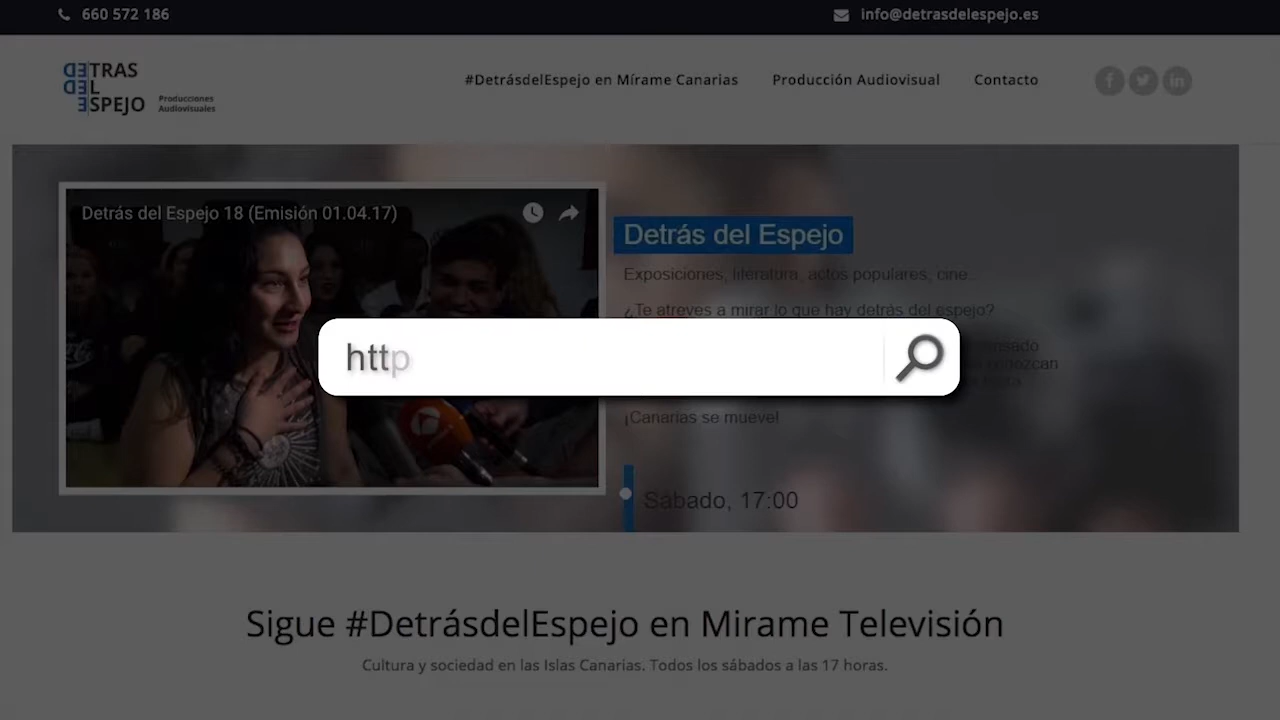 660 572 186
info@detrasdelespejo.es
DETRAS
DEL
ESPEJO
Producciones
Audiovisuales
#DetrásdelEspejo en Mírame Canarias
Producción Audiovisual
Contacto
Detrás del Espejo 18 (Emisión 01.04.17)
Detrás del Espejo
Exposiciones, literatura, actos populares, cine..
¿Te atreves a mirar lo que hay detrás del espejo?
http
¡Canarias se mueve!
Sábado, 17:00
Sigue #DetrásdelEspejo en Mirame Televisión
Cultura y sociedad en las Islas Canarias. Todos los sábados a las 17 horas.